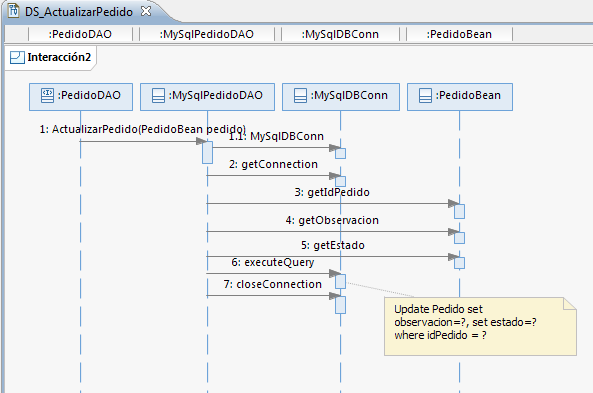 DS_ActualizarPedido
:PedidoDAO :MySqlPedidoDAO :MySqlDBConn :PedidoBean
Interacción2
:PedidoDAO :MySqlPedidoDAO :MySqlDBConn :PedidoBean
1: ActualizarPedido(PedidoBean pedido)
1.1: MySqlDBConn
2: getConnection
3: getIdPedido
4: getObservacion
5: getEstado
6: executeQuery
7: closeConnection
Update Pedido set
observacion=?, set estado=?
where idPedido = ?